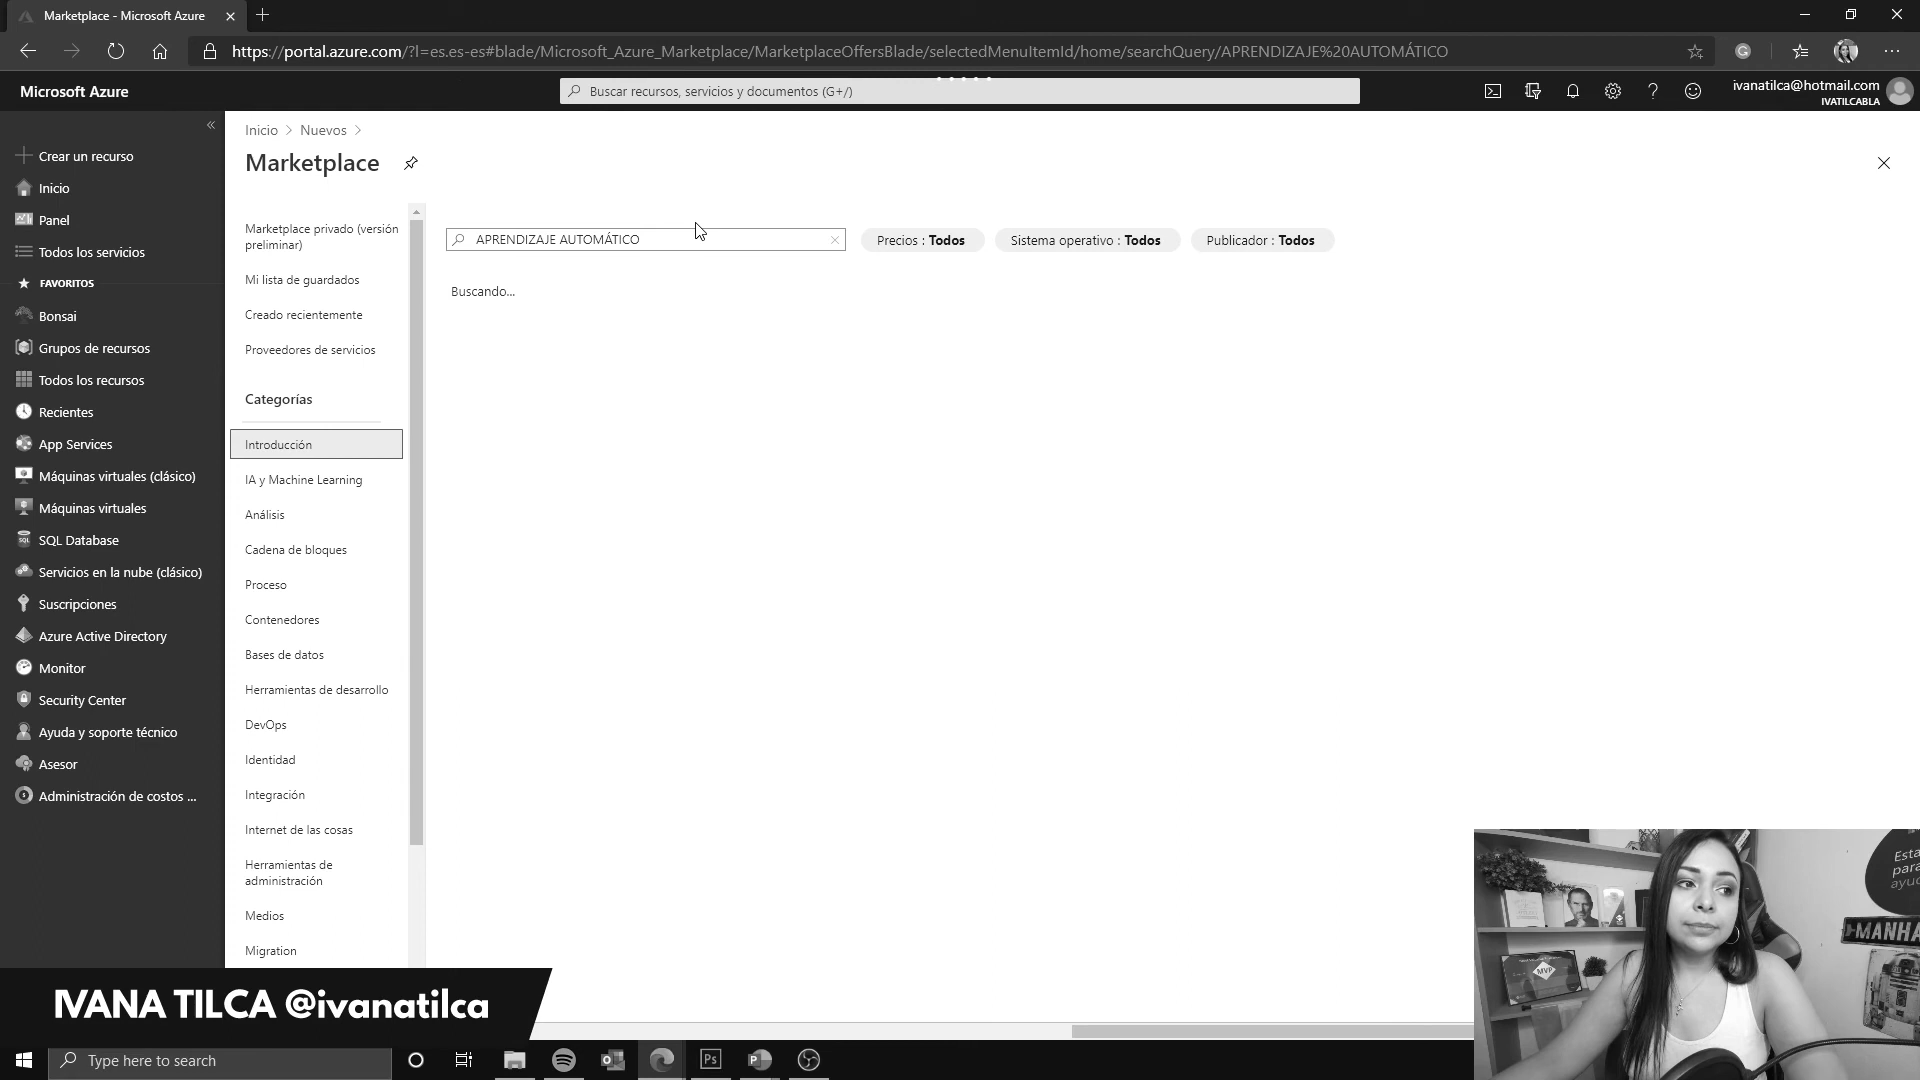 Marketplace - Microsoft Azure
https://portal.azure.com/?l=es.es-es#blade/Microsoft_Azure_Marketplace/MarketplaceOffersBlade/selectedMenuItemId/home/searchQuery/APRENDIZAJE%20AUTOMÁTICO
Microsoft Azure
Buscar recursos, servicios y documentos (G+/)
ivanatilca@hotmail.com
IVATILCABLA
Crear un recurso
Inicio
Panel
Todos los servicios
FAVORITOS
Bonsai
Grupos de recursos
Todos los recursos
Recientes
App Services
Máquinas virtuales (clásico)
Máquinas virtuales
SQL Database
Servicios en la nube (clásico)
Suscripciones
Azure Active Directory
Monitor
Security Center
Ayuda y soporte técnico
Asesor
Administración de costos ...
Inicio > Nuevos >
Marketplace
Marketplace privado (versión
preliminar)
Mi lista de guardados
Creado recientemente
Proveedores de servicios
Categorías
Introducción
IA y Machine Learning
Análisis
Cadena de bloques
Proceso
Contenedores
Bases de datos
Herramientas de desarrollo
DevOps
Identidad
Integración
Internet de las cosas
Herramientas de
administración
Medios
Migration
APRENDIZAJE AUTOMÁTICO
Precios : Todos
Sistema operativo : Todos
Publicador : Todos
Buscando...
Esta
para
ayud
MANHA
MVP
IVANA TILCA @ivanatilca
Type here to search